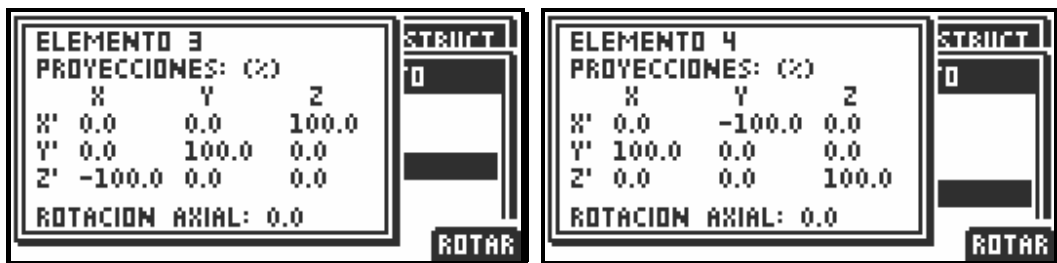 ELEMENTO 3
PROYECCIONES: (%)
X Y Z
X' 0.0 0.0 100.0
Y' 0.0 100.0 0.0
Z' -100.0 0.0 0.0
ROTACION AXIAL: 0.0
STRUCT
TO
ROTAR
ELEMENTO 4
PROYECCIONES: (%)
X Y Z
X' 0.0 -100.0 0.0
Y' 100.0 0.0 0.0
Z' 0.0 0.0 100.0
ROTACION AXIAL: 0.0
STRUCT
TO
ROTAR